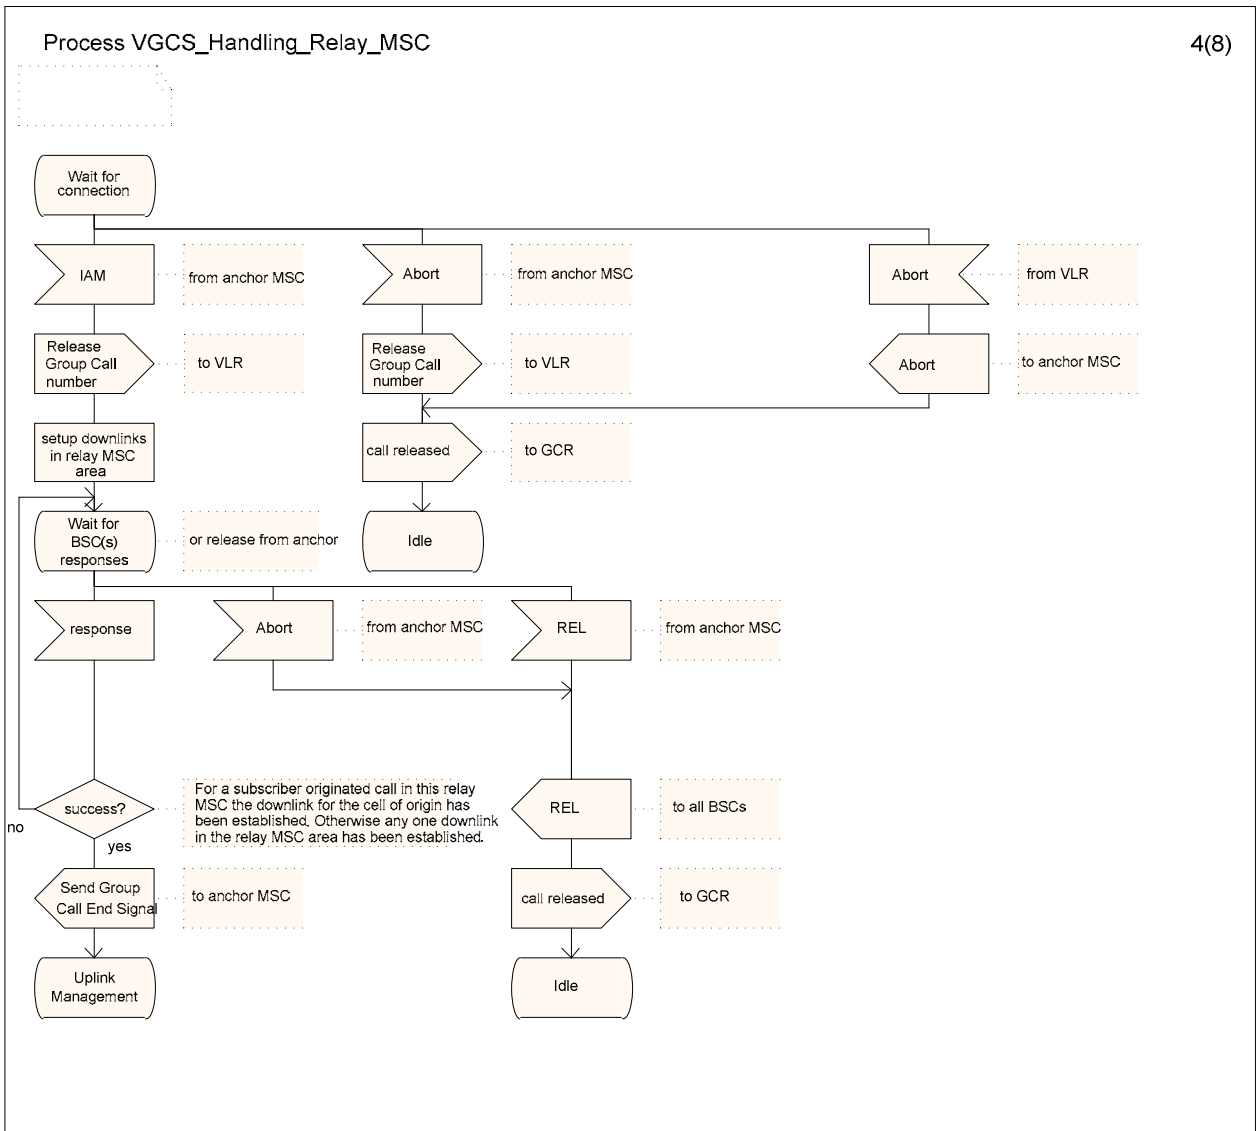 Process VGCS_Handling_Relay_MSC
4(8)
Wait for
connection
IAM
from anchor MSC
Abort
from anchor MSC
Abort
from VLR
Release
Group Call
number
to VLR
Release
Group Call
number
to VLR
Abort
to anchor MSC
setup downlinks
in relay MSC
area
call released
to GCR
Wait for
BSC(s)
responses
or release from anchor
Idle
response
Abort
from anchor MSC
REL
from anchor MSC
success?
no
yes
For a subscriber originated call in this relay
MSC the downlink for the cell of origin has
been established. Otherwise any one downlink
in the relay MSC area has been established.
REL
to all BSCs
Send Group
Call End Signal
to anchor MSC
call released
to GCR
Uplink
Management
Idle